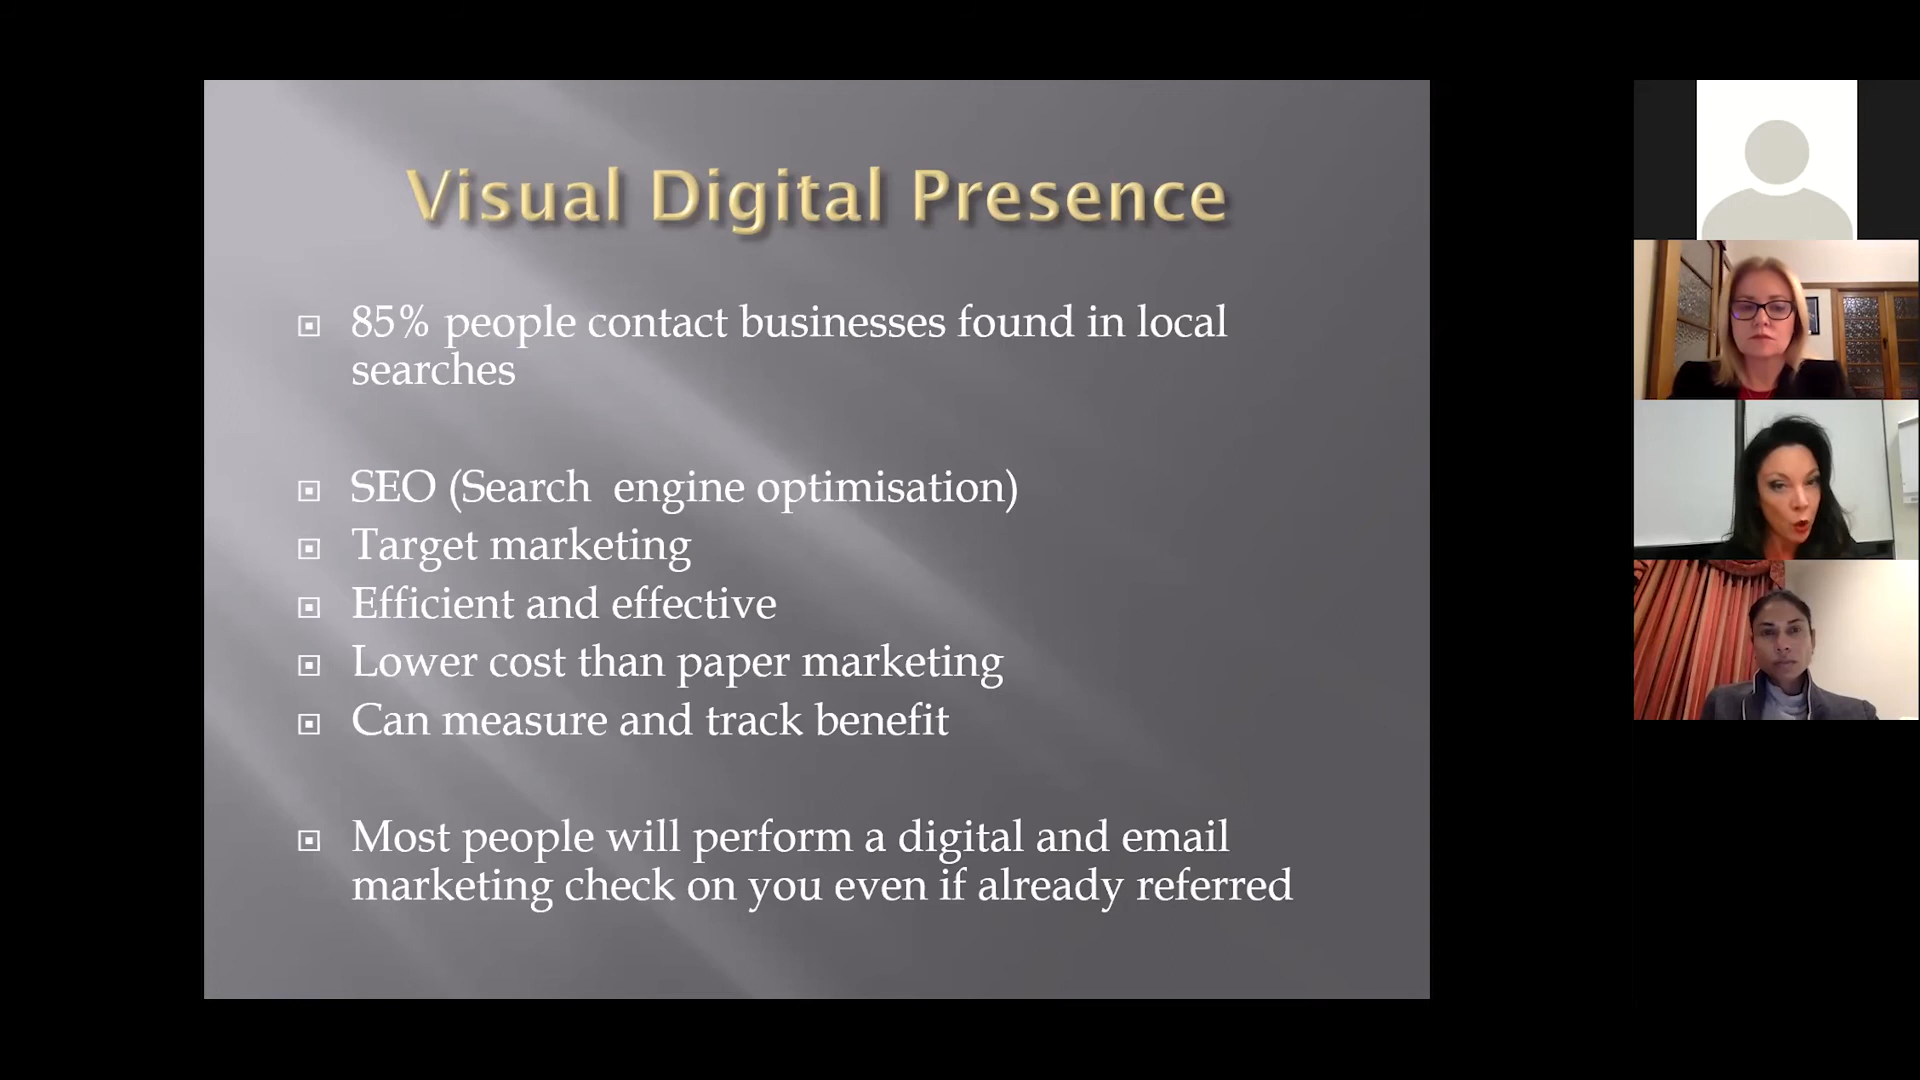 Visual Digital Presence
85% people contact businesses found in local
searches
SEO (Search  engine optimisation)
Target marketing
Efficient and effective
Lower cost than paper marketing
Can measure and track benefit
Most people will perform a digital and email
marketing check on you even if already referred